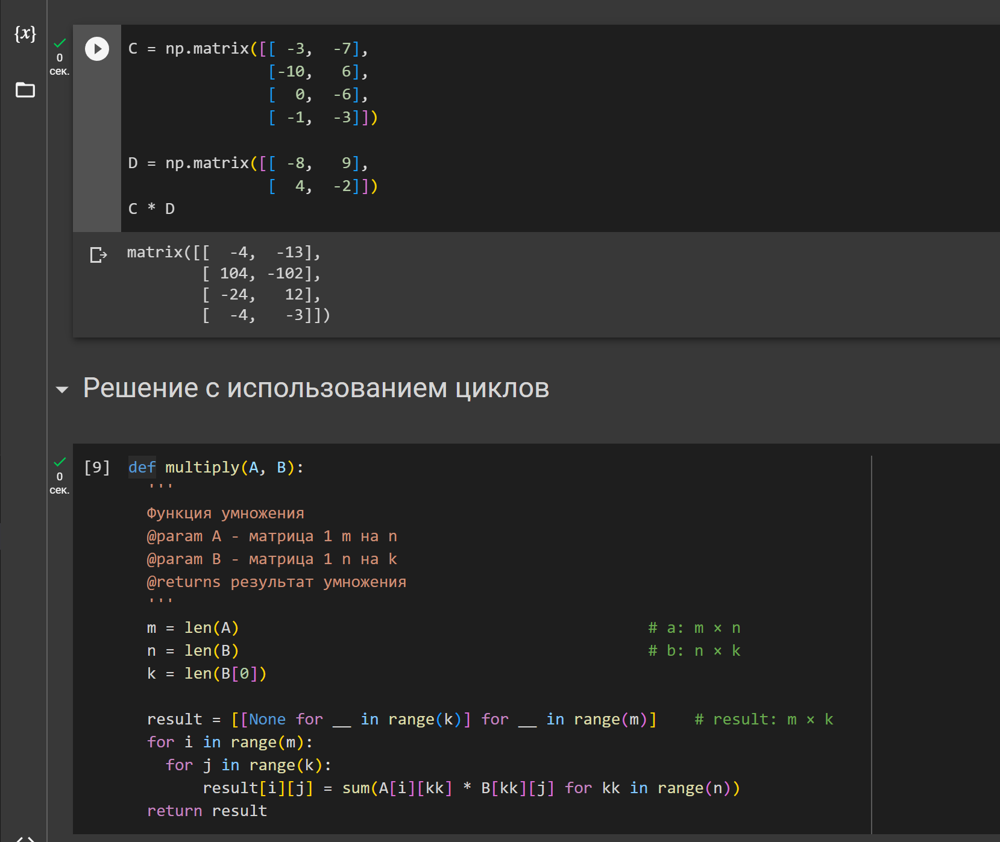 {x}
0
сек.
C = np.matrix([[ -3,  -7],
               [-10,   6],
               [  0,  -6],
               [ -1,  -3]])
D = np.matrix([[ -8,   9],
               [  4,  -2]])
C * D
matrix([[  -4,  -13],
        [ 104, -102],
        [ -24,   12],
        [  -4,   -3]])
Решение с использованием циклов
0
сек.
[9] def multiply(A, B):
  '''
  Функция умножения
  @param A - матрица 1 m на n
  @param B - матрица 1 n на k
  @returns результат умножения
  '''
  m = len(A)                                            # a: m × n
  n = len(B)                                            # b: n × k
  k = len(B[0])
  result = [[None for __ in range(k)] for __ in range(m)]    # result: m × k
  for i in range(m):
    for j in range(k):
        result[i][j] = sum(A[i][kk] * B[kk][j] for kk in range(n))
  return result